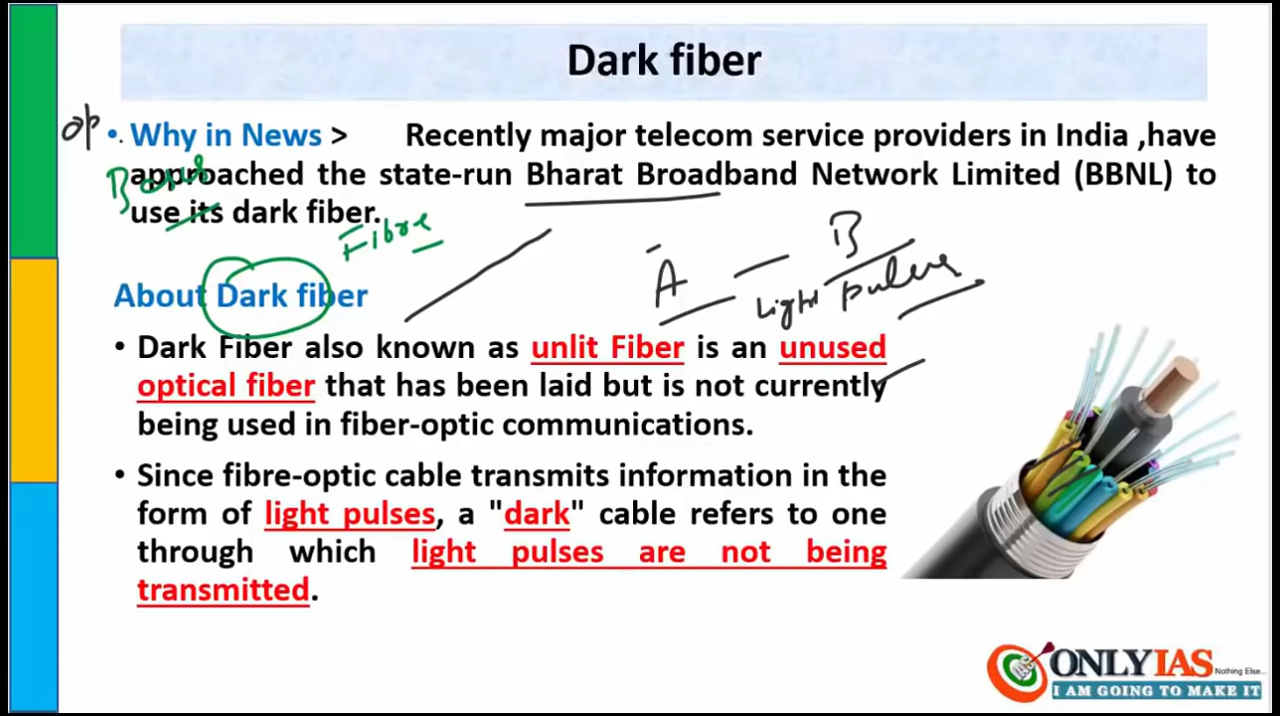 Dark fiber
op
• Why in News > Recently major telecom service providers in India ,have
approached the state-run Bharat Broadband Network Limited (BBNL) to
use its dark fiber.
Fibre
A — B
Light pulses
About Dark fiber
• Dark Fiber also known as unlit Fiber is an unused
optical fiber that has been laid but is not currently
being used in fiber-optic communications.
• Since fibre-optic cable transmits information in the
form of light pulses, a "dark" cable refers to one
through which light pulses are not being
transmitted.
ONLYIAS
Nothing Else...
I AM GOING TO MAKE IT